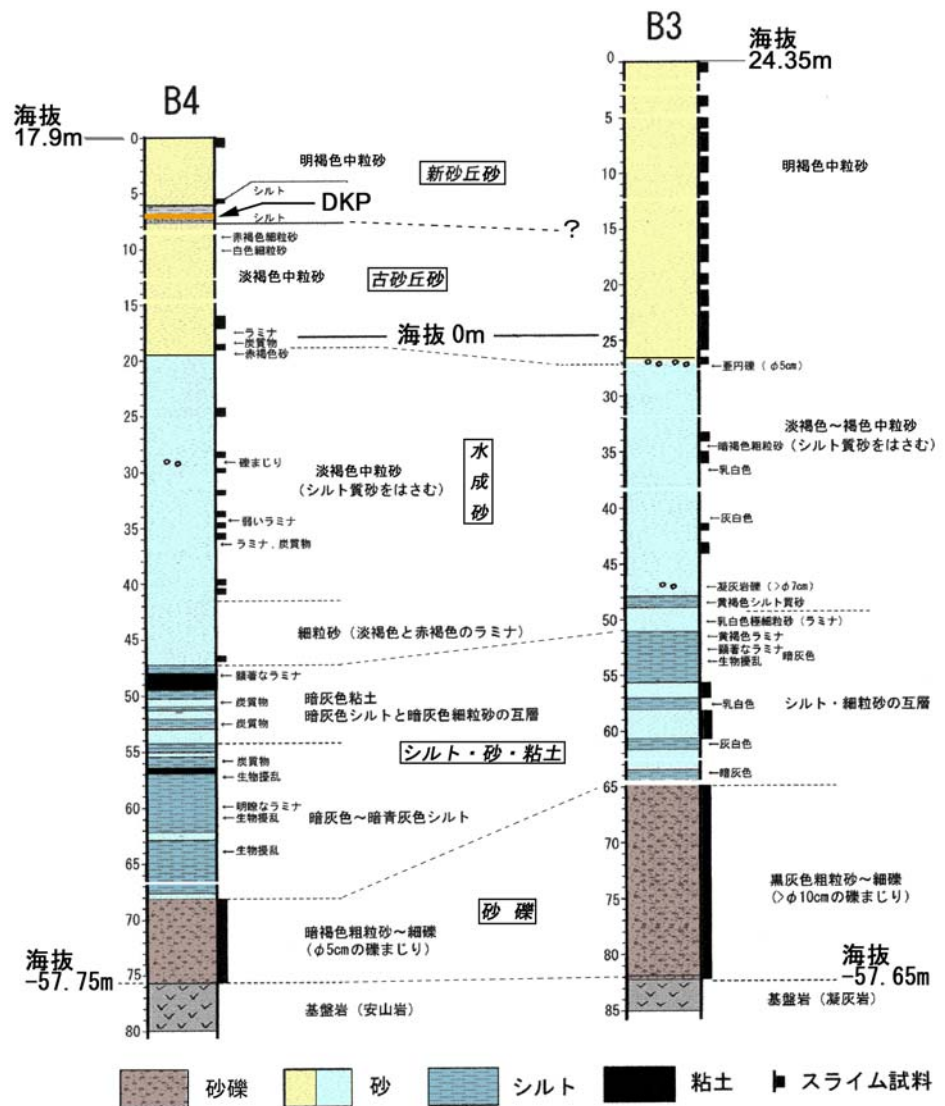 B3
海抜
24.35m
B4
海抜
17.9m
0
5
10
15
20
25
30
35
40
45
50
55
60
65
70
75
80
明褐色中粒砂
新砂丘砂
シルト
DKP
シルト
←赤褐色細粒砂
←白色細粒砂
淡褐色中粒砂
古砂丘砂
?
海抜 0m
←ラミナ
←炭質物
←赤褐色砂
←礫まじり
淡褐色中粒砂
(シルト質砂をはさむ)
水成砂
←弱いラミナ
←ラミナ,炭質物
細粒砂(淡褐色と赤褐色のラミナ)
←顕著なラミナ
←炭質物
暗灰色粘土
暗灰色シルトと暗灰色細粒砂の互層
←炭質物
シルト・砂・粘土
←炭質物
←生物擾乱
←明瞭なラミナ
←生物擾乱
暗灰色~暗青灰色シルト
←生物擾乱
砂礫
暗褐色粗粒砂~細礫
(φ5cmの礫まじり)
海抜
-57.75m
基盤岩(安山岩)
0
5
10
15
20
25
30
35
40
45
50
55
60
65
70
75
80
85
明褐色中粒砂
←亜円礫(φ5cm)
淡褐色~褐色中粒砂
←暗褐色粗粒砂(シルト質砂をはさむ)
←乳白色
←灰白色
←凝灰岩礫(>φ7cm)
←黄褐色シルト質砂
←乳白色極細粒砂(ラミナ)
←黄褐色ラミナ
←顕著なラミナ
←生物擾乱
暗灰色
←乳白色
シルト・細粒砂の互層
←灰白色
←暗灰色
黒灰色粗粒砂~細礫
(>φ10cmの礫まじり)
海抜
-57.65m
基盤岩(凝灰岩)
砂礫
砂
シルト
粘土
スライム試料